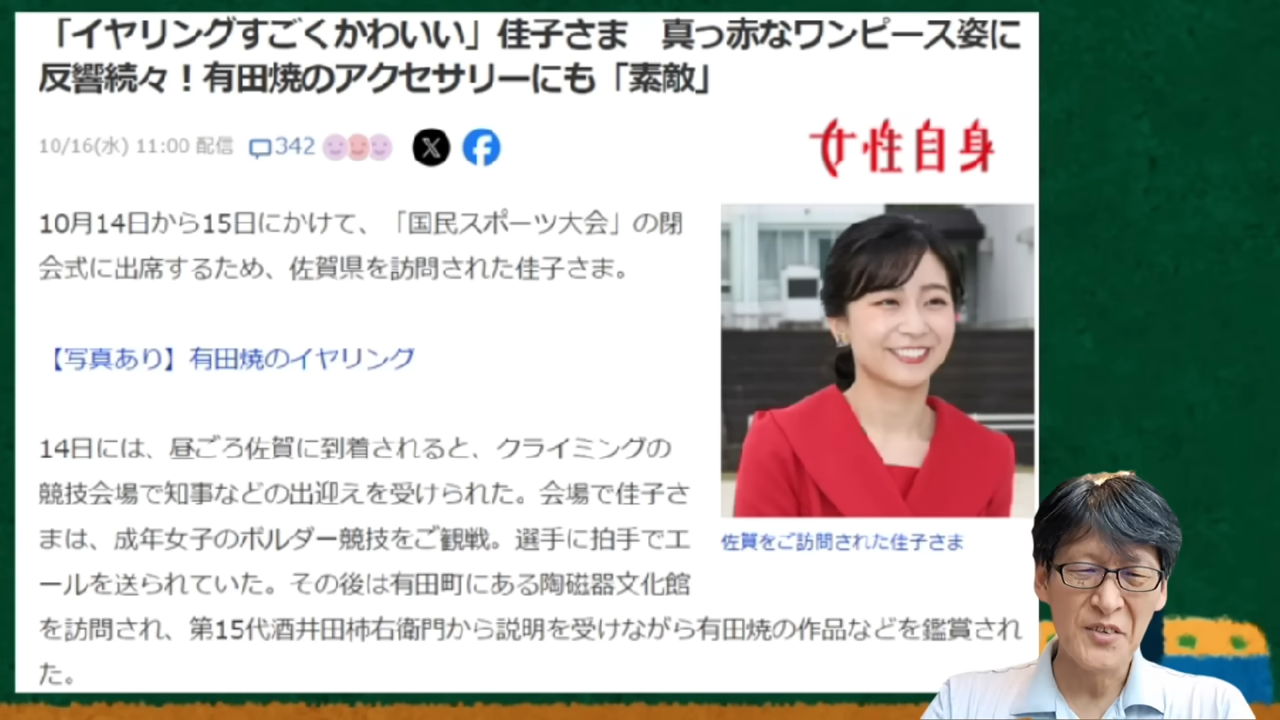 「イヤリングすごくかわいい」佳子さま　真っ赤なワンピース姿に
反響続々！有田焼のアクセサリーにも「素敵」
10/16(水) 11:00 配信 342
女性自身
10月14日から15日にかけて、「国民スポーツ大会」の閉
会式に出席するため、佐賀県を訪問された佳子さま。
【写真あり】有田焼のイヤリング
14日には、昼ごろ佐賀に到着されると、クライミングの
競技会場で知事などの出迎えを受けられた。会場で佳子さ
まは、成年女子のボルダー競技をご観戦。選手に拍手でエ
ールを送られていた。その後は有田町にある陶磁器文化館
を訪問され、第15代酒井田柿右衛門から説明を受けながら有田焼の作品などを鑑賞され
た。
佐賀をご訪問された佳子さま